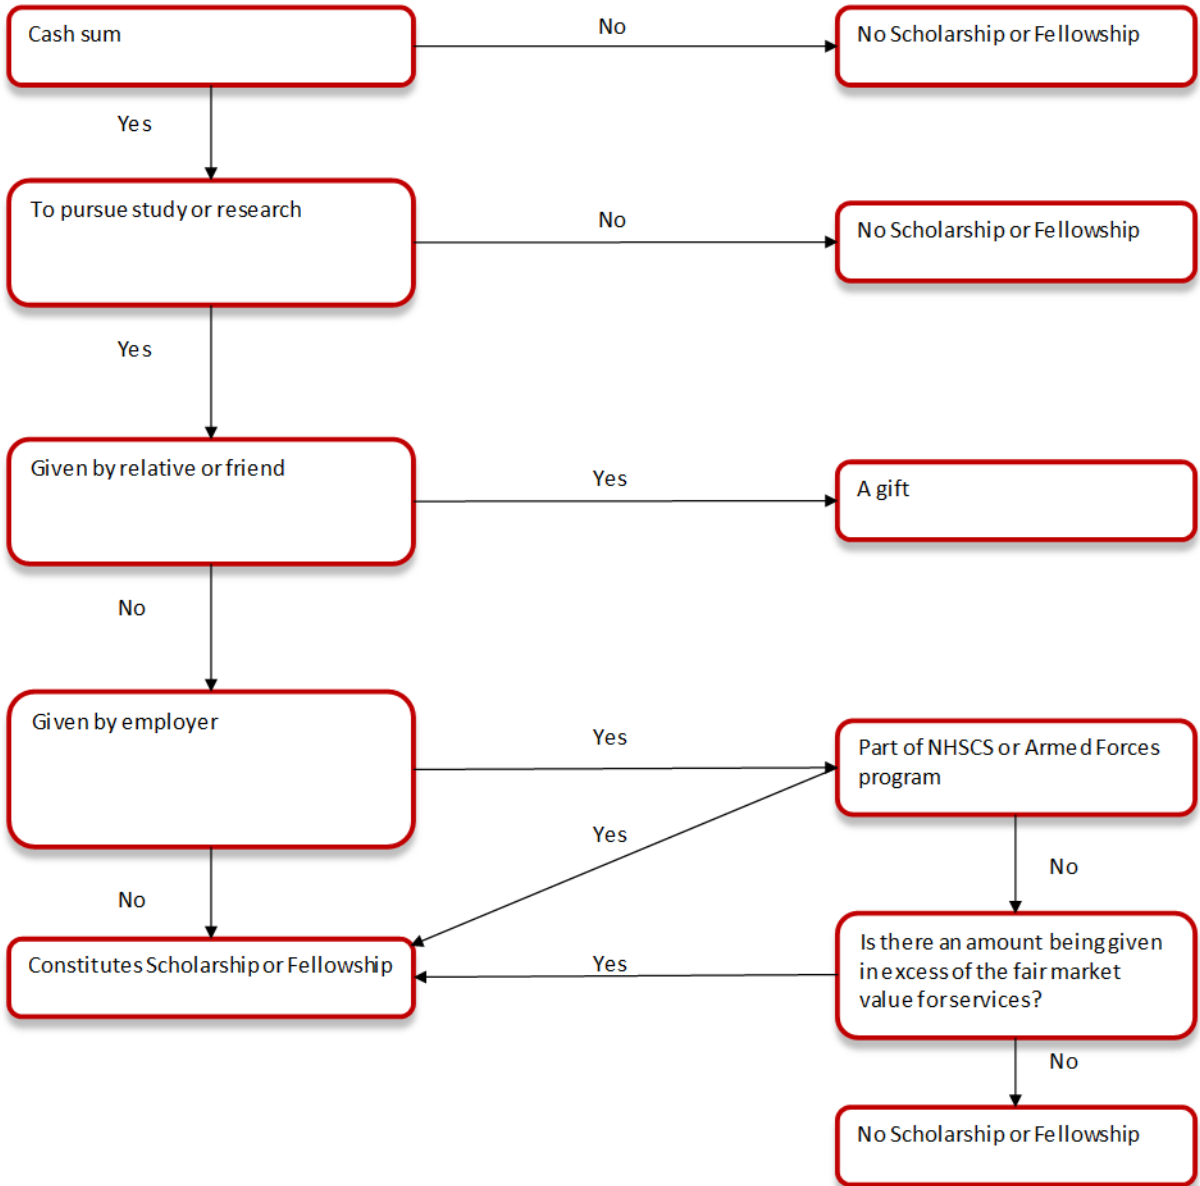 Cash sum
No
No Scholarship or Fellowship
Yes
To pursue study or research
No
No Scholarship or Fellowship
Yes
Given by relative or friend
Yes
A gift
No
Given by employer
Yes
Part of NHSCS or Armed Forces
program
Yes
No
No
Constitutes Scholarship or Fellowship
Yes
Is there an amount being given
in excess of the fair market
value for services?
No
No Scholarship or Fellowship